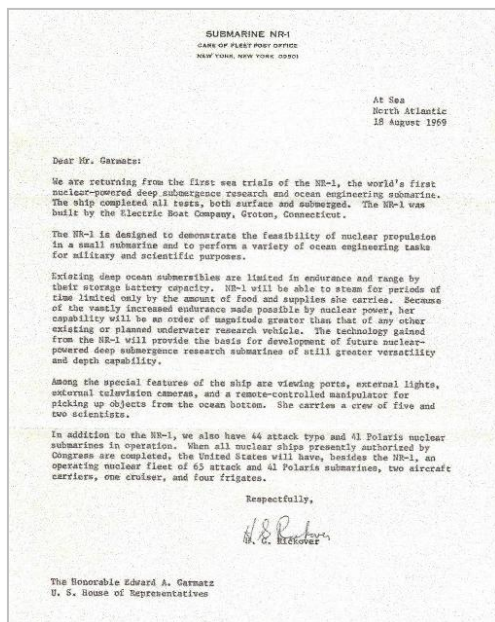 SUBMARINE NR-1
CARE OF FLEET POST OFFICE
NEW YORK, NEW YORK 09501
At Sea
North Atlantic
18 August 1969
Dear Mr. Garmatz:
We are returning from the first sea trials of the NR-1, the world's first
nuclear-powered deep submergence research and ocean engineering submarine.
The ship completed all tests, both surface and submerged. The NR-1 was
built by the Electric Boat Company, Groton, Connecticut.
The NR-1 is designed to demonstrate the feasibility of nuclear propulsion
in a small submarine and to perform a variety of ocean engineering tasks
for military and scientific purposes.
Existing deep ocean submersibles are limited in endurance and range by
their storage battery capacity. NR-1 will be able to steam for periods of
time limited only by the amount of food and supplies she carries. Because
of the vastly increased endurance made possible by nuclear power, her
capability will be an order of magnitude greater than that of any other
existing or planned underwater research vehicle. The technology gained
from the NR-1 will provide the basis for development of future nuclear-
powered deep submergence research submarines of still greater versatility
and depth capability.
Among the special features of the ship are viewing ports, external lights,
external television cameras, and a remote-controlled manipulator for
picking up objects from the ocean bottom. She carries a crew of five and
two scientists.
In addition to the NR-1, we also have 44 attack type and 41 Polaris nuclear
submarines in operation. When all nuclear ships presently authorized by
Congress are completed, the United States will have, besides the NR-1, an
operating nuclear fleet of 65 attack and 41 Polaris submarines, two aircraft
carriers, one cruiser, and four frigates.
Respectfully,
H G Rickover
H. G. Rickover
The Honorable Edward A. Garmatz
U. S. House of Representatives